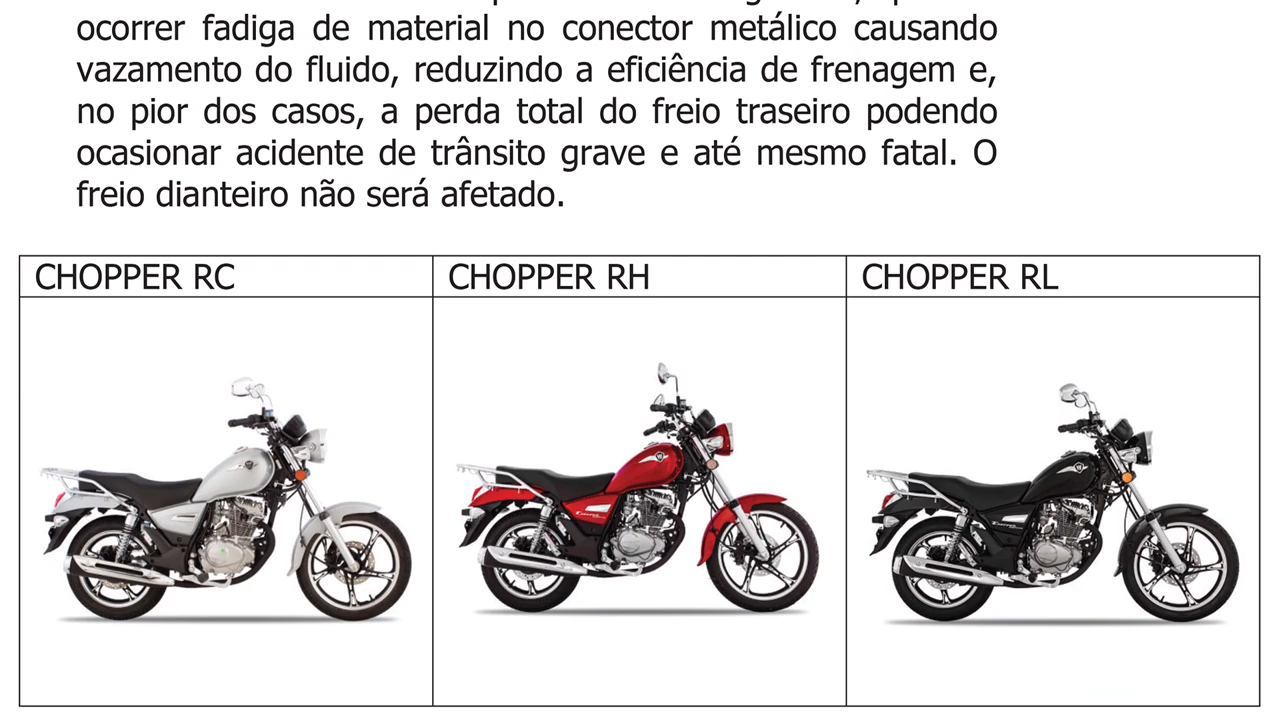 ocorrer fadiga de material no conector metálico causando
vazamento do fluido, reduzindo a eficiência de frenagem e,
no pior dos casos, a perda total do freio traseiro podendo
ocasionar acidente de trânsito grave e até mesmo fatal. O
freio dianteiro não será afetado.
CHOPPER RC
CHOPPER RH
CHOPPER RL